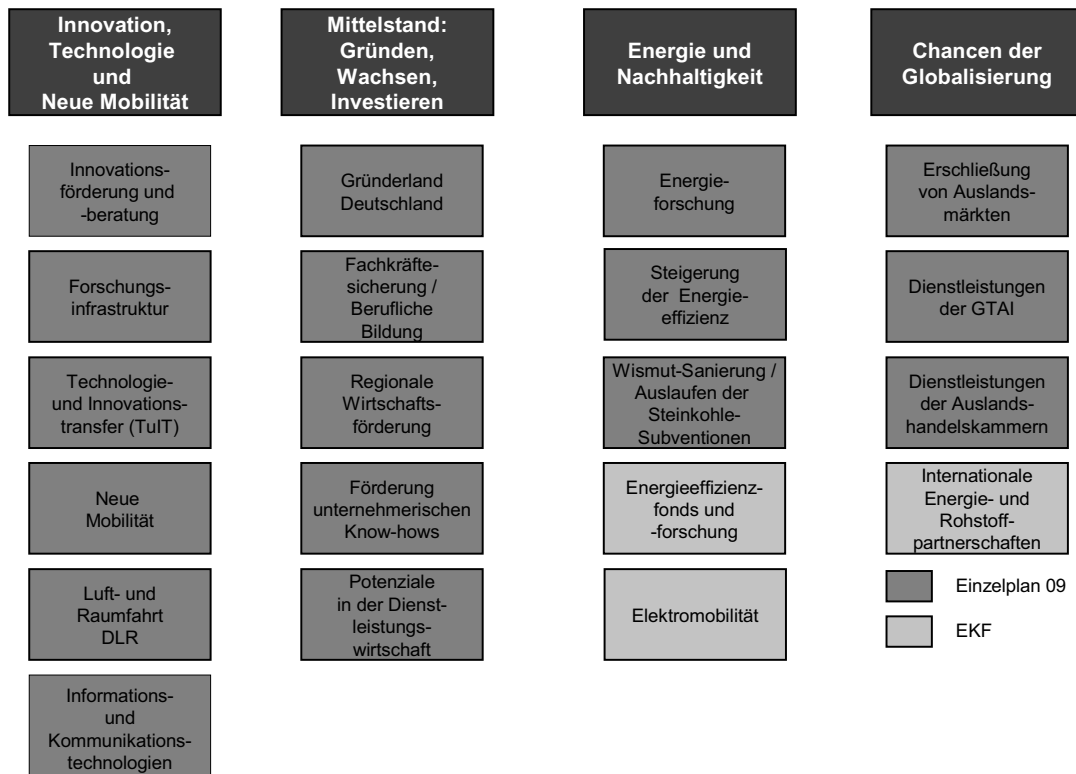 Innovation,
Technologie
und
Neue Mobilität
Innovations-
förderung und
-beratung
Forschungs-
infrastruktur
Technologie-
und Innovations-
transfer (TuIT)
Neue
Mobilität
Luft- und
Raumfahrt
DLR
Informations-
und
Kommunikations-
technologien
Mittelstand:
Gründen,
Wachsen,
Investieren
Gründerland
Deutschland
Fachkräfte-
sicherung /
Berufliche
Bildung
Regionale
Wirtschafts-
förderung
Förderung
unternehmerischen
Know-hows
Potenziale
in der Dienst-
leistungs-
wirtschaft
Energie und
Nachhaltigkeit
Energie-
forschung
Steigerung
der Energie-
effizienz
Wismut-Sanierung /
Auslaufen der
Steinkohle-
Subventionen
Energieeffizienz-
fonds und
-forschung
Elektromobilität
Chancen der
Globalisierung
Erschließung
von Auslands-
märkten
Dienstleistungen
der GTAI
Dienstleistungen
der Auslands-
handelskammern
Internationale
Energie- und
Rohstoff-
partnerschaften
Einzelplan 09
EKF